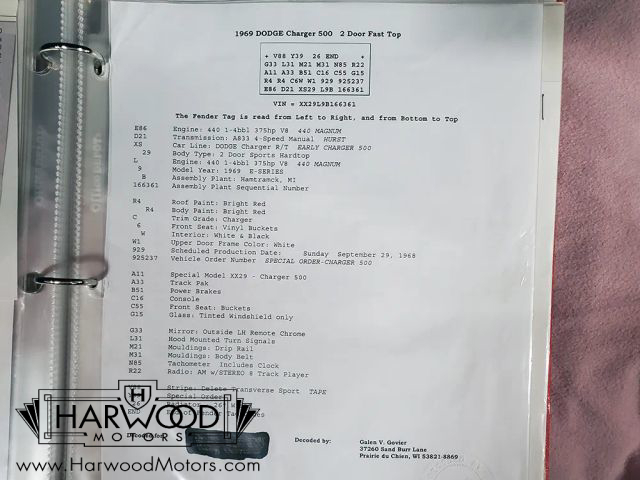 1969 DODGE Charger 500 2 Door Fast Top
+ V88 Y39 26 END +
G33 L31 M21 M31 N85 R22
A11 A33 B51 C16 C55 G15
R4 R4 C6W W1 929 925237
E86 D21 XS29 L9B 166361
VIN = XX29L9B166361
The Fender Tag is read from Left to Right, and from Bottom to Top
E86 Engine: 440 1-4bbl 375hp V8 440 MAGNUM
D21 Transmission: A833 4-Speed Manual HURST
XS Car Line: DODGE Charger R/T EARLY CHARGER 500
29 Body Type: 2 Door Sports Hardtop
L Engine: 440 1-4bbl 375hp V8 440 MAGNUM
9 Model Year: 1969 E-SERIES
B Assembly Plant: Hamtramck, MI
166361 Assembly Plant Sequential Number
R4 Roof Paint: Bright Red
R4 Body Paint: Bright Red
C Trim Grade: Charger
6 Front Seat: Vinyl Buckets
W Interior: White & Black
W1 Upper Door Frame Color: White
929 Scheduled Production Date: Sunday September 29, 1968
925237 Vehicle Order Number SPECIAL ORDER-CHARGER 500
A11 Special Model XX29 - Charger 500
A33 Track Pak
B51 Power Brakes
C16 Console
C55 Front Seat: Buckets
G15 Glass: Tinted Windshield only
G33 Mirror: Outside LH Remote Chrome
L31 Hood Mounted Turn Signals
M21 Mouldings: Drip Rail
M31 Mouldings: Body Belt
N85 Tachometer Includes Clock
R22 Radio: AM w/STEREO 8 Track Player
Stripe: Delete Transverse Sport TAPE
Special Order
26
END
Decoded by: Galen V. Govier
37260 Sand Burr Lane
Prairie du Chien, WI 53821-8869
H
HARWOOD
MOTORS
www.HarwoodMotors.com